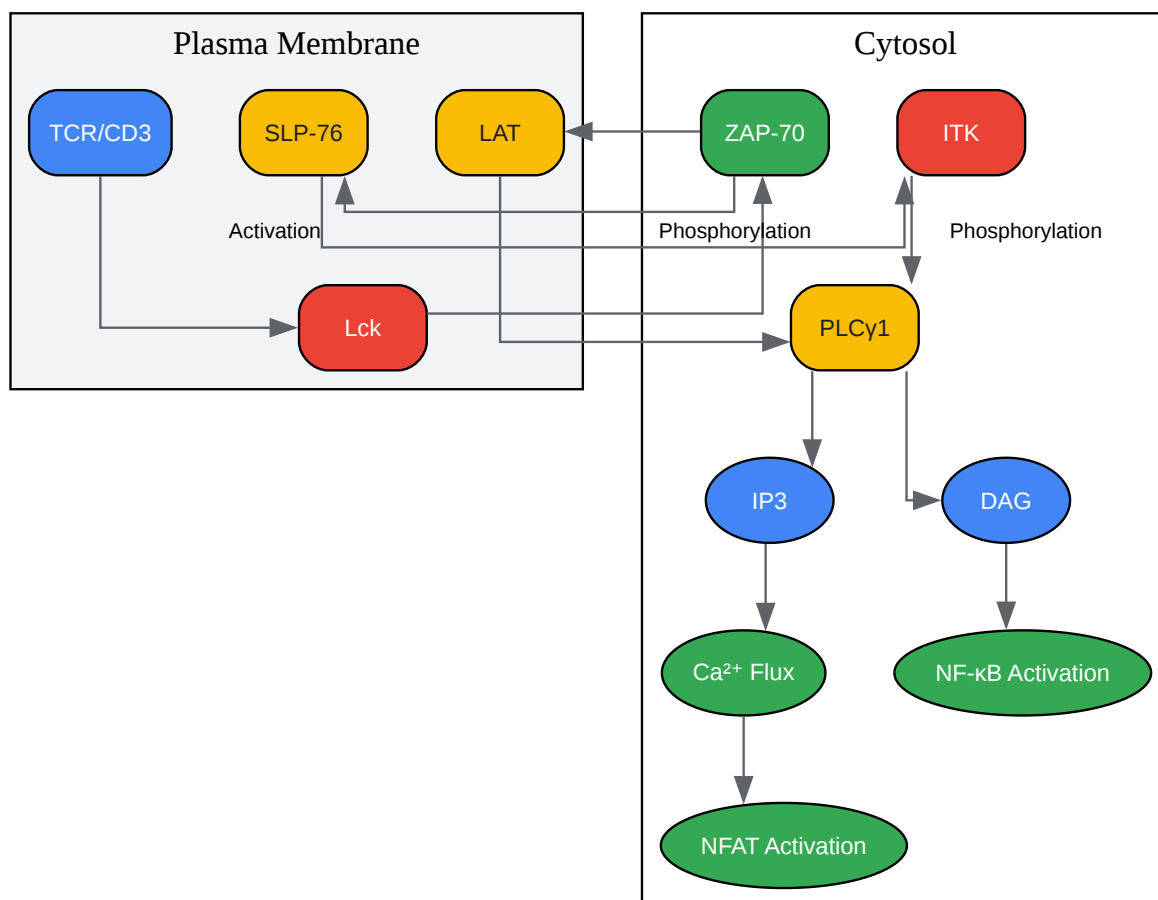 Plasma Membrane
Cytosol
TCR/CD3
SLP-76
LAT
ZAP-70
ITK
Activation
Phosphorylation
Phosphorylation
Lck
PLCγ1
IP3
DAG
Ca²⁺ Flux
NF-κB Activation
NFAT Activation